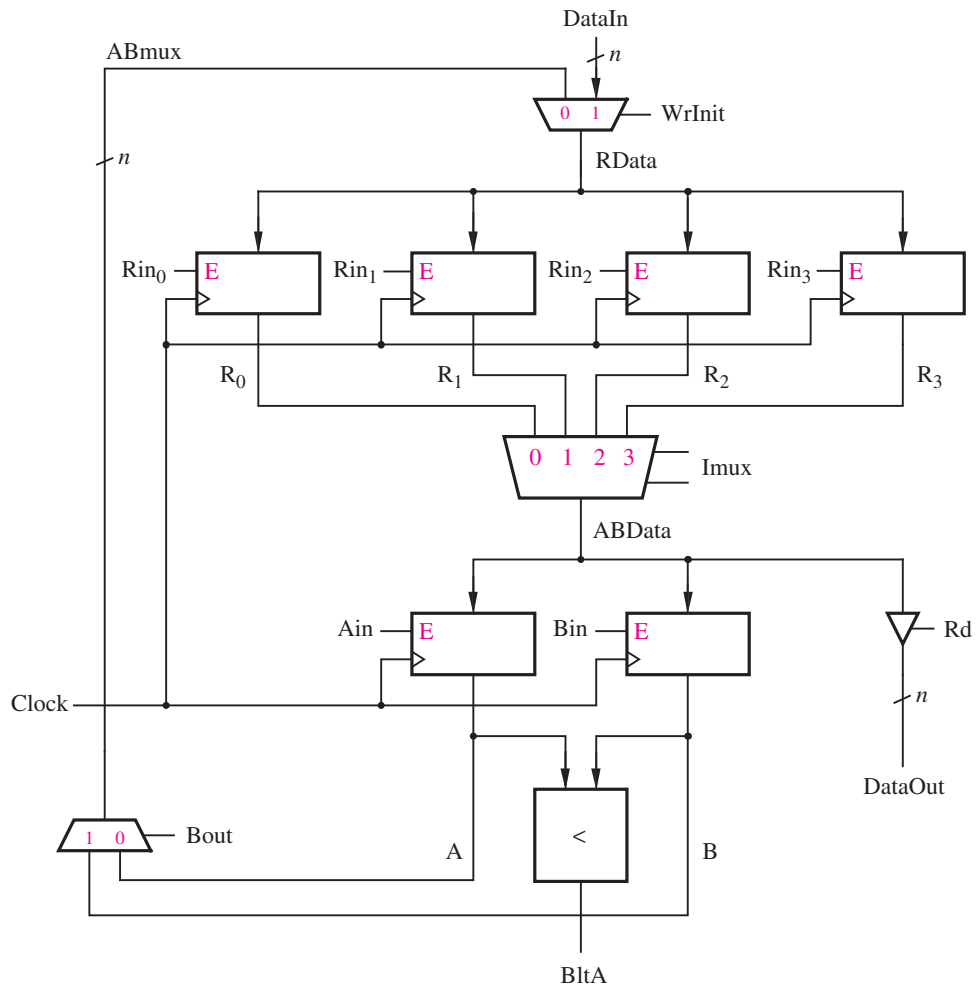 DataIn
ABmux
n
0 1
WrInit
n
RData
Rin0 E
Rin1 E
Rin2 E
Rin3 E
R0
R1
R2
R3
0 1 2 3
Imux
ABData
Ain E
Bin E
Rd
Clock
n
DataOut
1 0
Bout
A
<
B
BltA